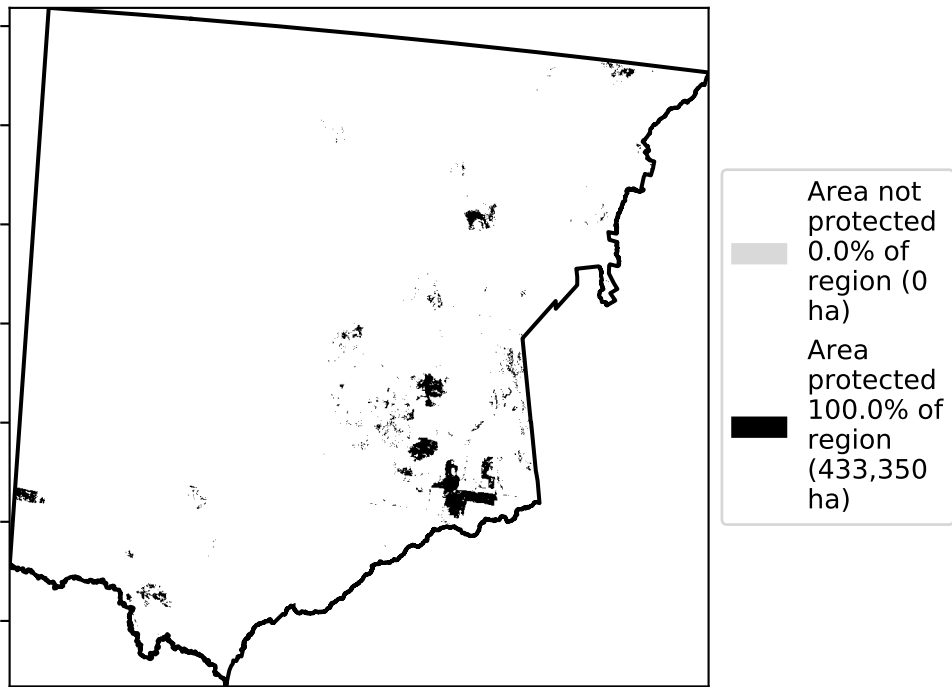 Area not
protected
0.0% of
region (0
ha)
Area
protected
100.0% of
region
(433,350
ha)